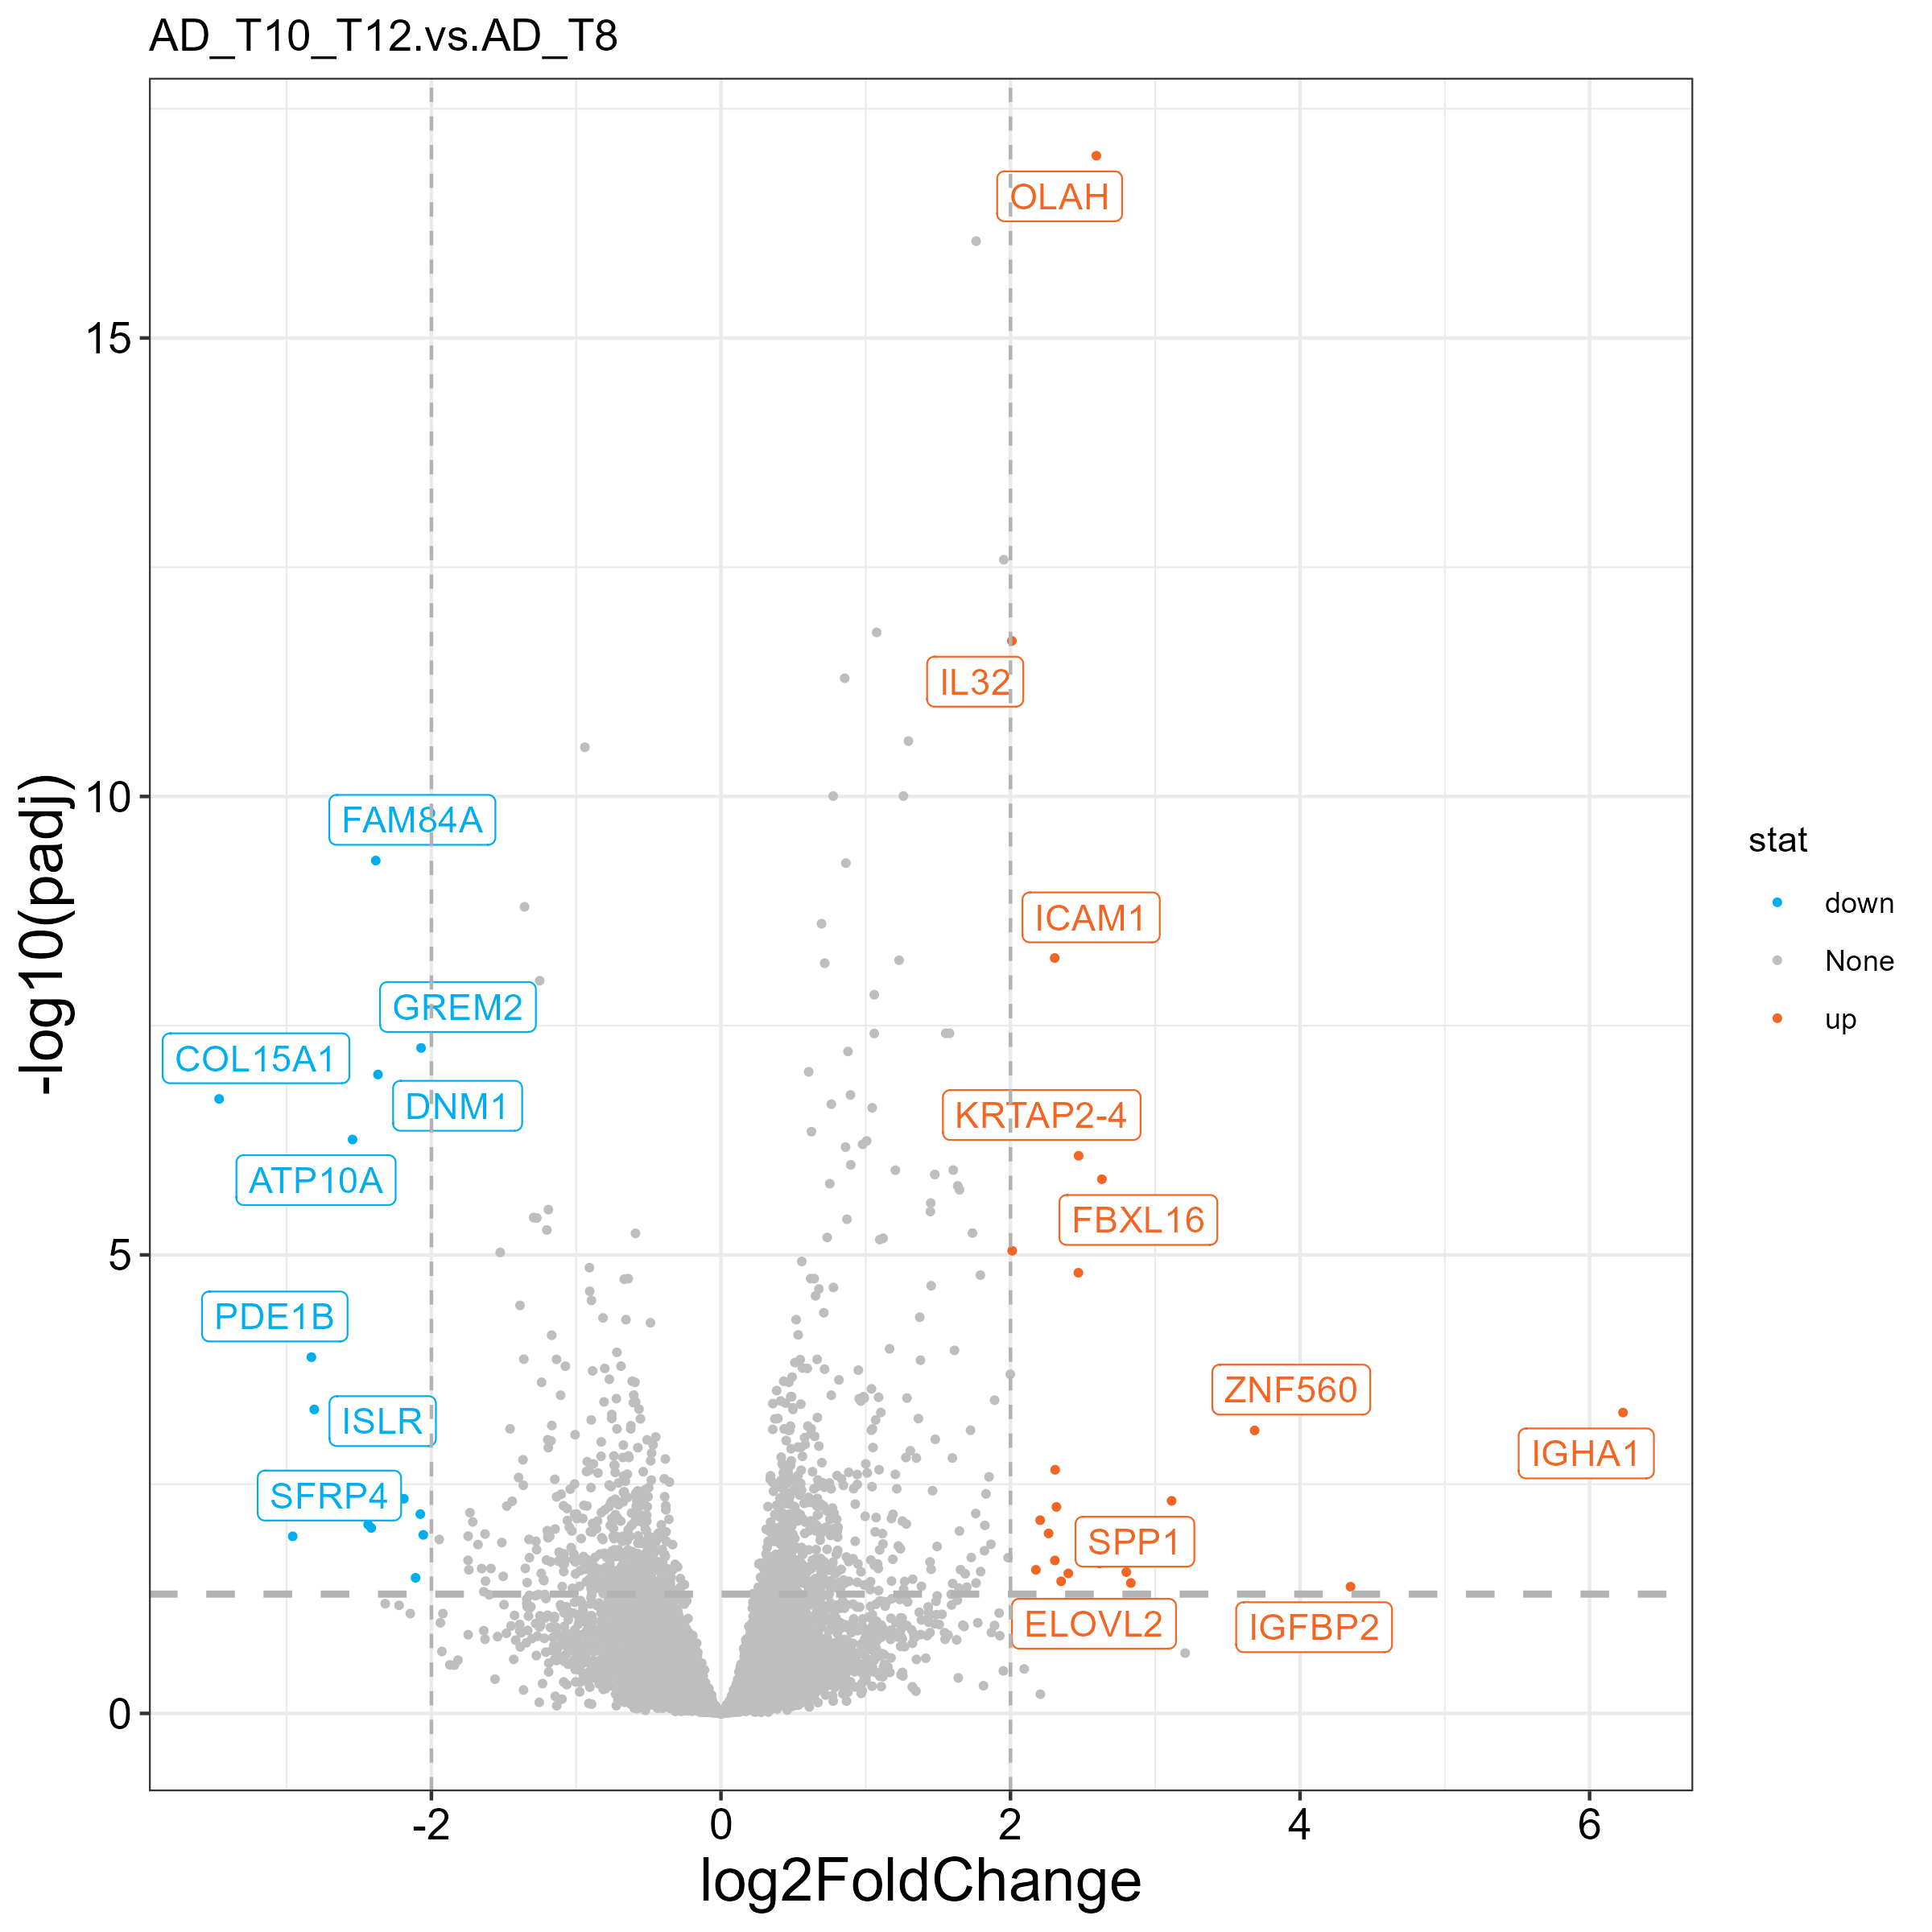 AD_T10_T12.vs.AD_T8
OLAH
15
IL32
10
FAM84A
ICAM1
GREM2
COL15A1
DNM1
KRTAP2-4
ATP10A
FBXL16
5
PDE1B
ZNF560
ISLR
IGHA1
SFRP4
SPP1
ELOVL2
IGFBP2
0
-2
0
2
4
6
log2FoldChange
-log10(padj)
stat
down
None
up